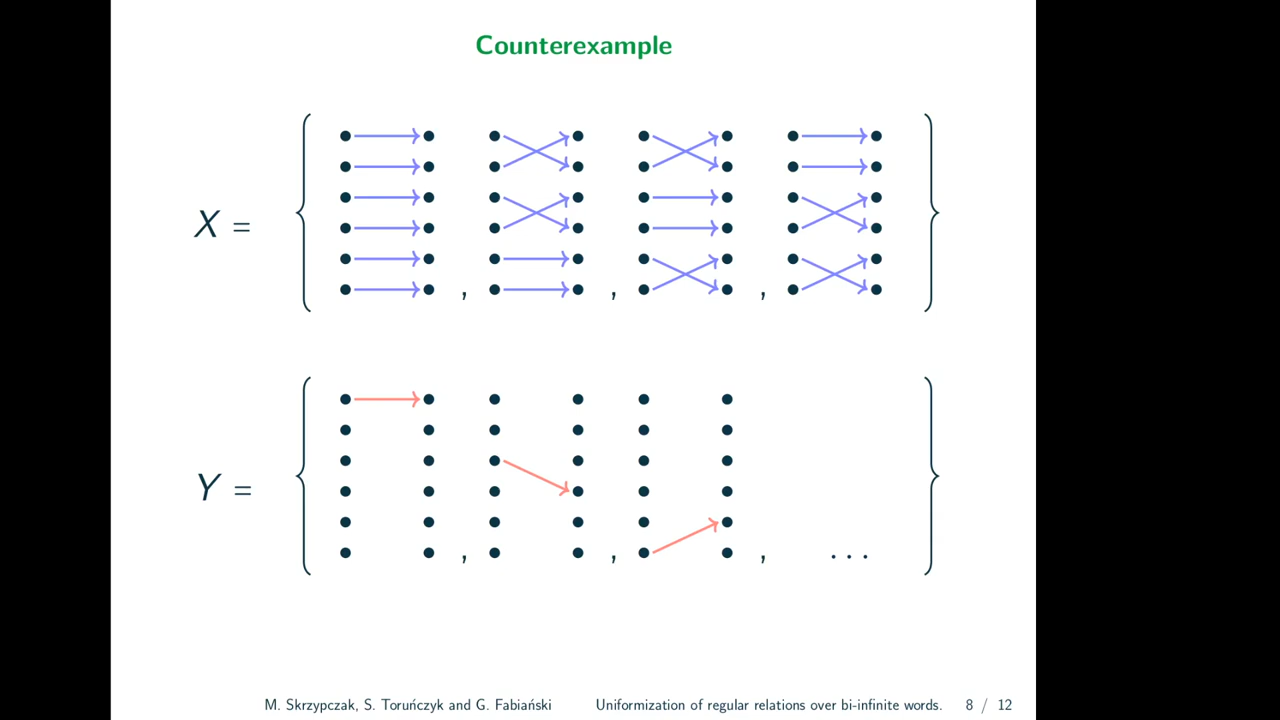 Counterexample
X = { , , , }
Y = { , , , ... }
M. Skrzypczak, S. Toruńczyk and G. Fabiański Uniformization of regular relations over bi-infinite words. 8 / 12